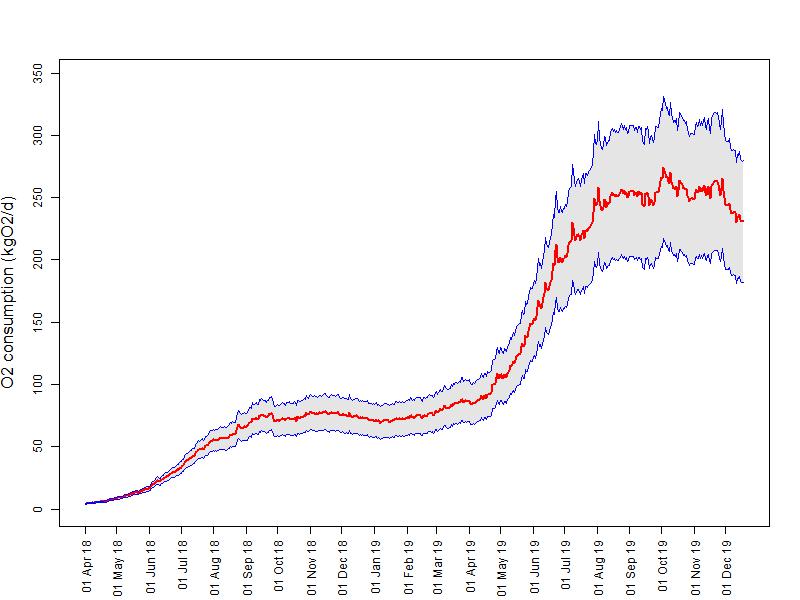 O2 consumption (kgO2/d)
350
300
250
200
150
100
50
0
01 Apr 18
01 May 18
01 Jun 18
01 Jul 18
01 Aug 18
01 Sep 18
01 Oct 18
01 Nov 18
01 Dec 18
01 Jan 19
01 Feb 19
01 Mar 19
01 Apr 19
01 May 19
01 Jun 19
01 Jul 19
01 Aug 19
01 Sep 19
01 Oct 19
01 Nov 19
01 Dec 19